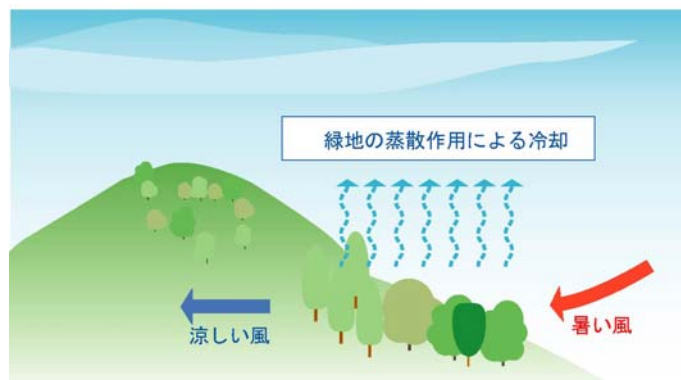 緑地の蒸散作用による冷却
暑い風
涼しい風